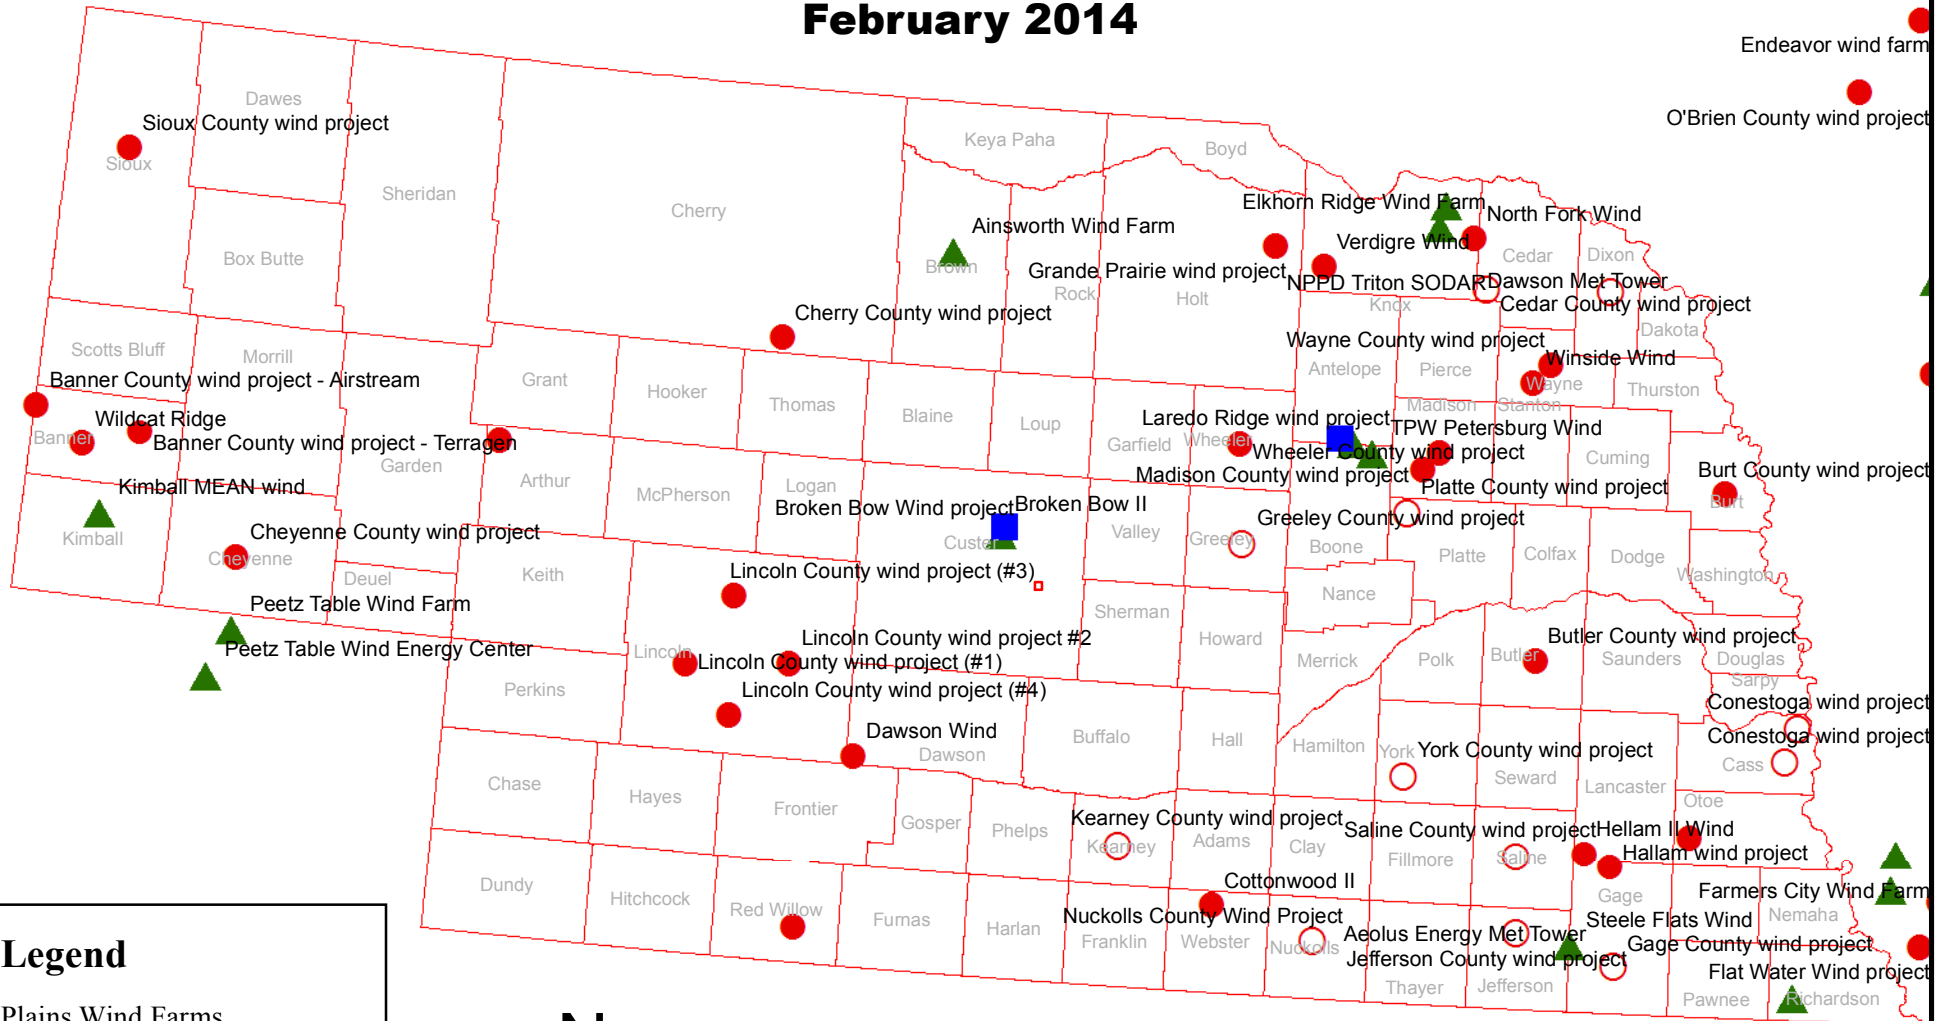 February 2014
Endeavor wind farm
O'Brien County wind project
Dawes
Sioux County wind project
Sioux
Keya Paha
Boyd
Sheridan
Cherry
Elkhorn Ridge Wind Farm
North Fork Wind
Ainsworth Wind Farm
Verdigre Wind
Box Butte
Brown
Cedar
Dixon
Grande Prairie wind project
NPPD Triton SODAR
Dawson Met Tower
Rock
Holt
Knox
Cedar County wind project
Cherry County wind project
Dakota
Wayne County wind project
Scotts Bluff
Morrill
Winside Wind
Banner County wind project - Airstream
Grant
Hooker
Thomas
Antelope
Pierce
Wayne
Thurston
Madison
Stanton
Blaine
Loup
Laredo Ridge wind project
TPW Petersburg Wind
Wildcat Ridge
Banner
Banner County wind project - Terragen
Garfield
Wheeler
Wheeler County wind project
Cuming
Garden
Arthur
McPherson
Logan
Madison County wind project
Platte County wind project
Burt County wind project
Burt
Kimball MEAN wind
Broken Bow Wind project
Broken Bow II
Greeley County wind project
Kimball
Cheyenne County wind project
Cheyenne
Custer
Valley
Greeley
Boone
Platte
Colfax
Dodge
Washington
Deuel
Keith
Lincoln County wind project (#3)
Nance
Peetz Table Wind Farm
Sherman
Howard
Peetz Table Wind Energy Center
Lincoln
Lincoln County wind project #2
Lincoln County wind project (#1)
Merrick
Polk
Butler County wind project
Butler
Saunders
Douglas
Sarpy
Perkins
Lincoln County wind project (#4)
Conestoga wind project
Dawson Wind
Dawson
Buffalo
Hall
Hamilton
York
York County wind project
Conestoga wind project
Cass
Seward
Lancaster
Chase
Hayes
Frontier
Otoe
Gosper
Phelps
Kearney County wind project
Kearney
Adams
Clay
Saline County wind project
Hellam II Wind
Fillmore
Saline
Hallam wind project
Dundy
Hitchcock
Red Willow
Furnas
Harlan
Cottonwood II
Gage
Farmers City Wind Farm
Nuckolls County Wind Project
Franklin
Webster
Nuckolls
Aeolus Energy Met Tower
Steele Flats Wind
Nemaha
Jefferson County wind project
Gage County wind project
Thayer
Jefferson
Flat Water Wind project
Pawnee
Richardson
Legend
Plains Wind Farms
N